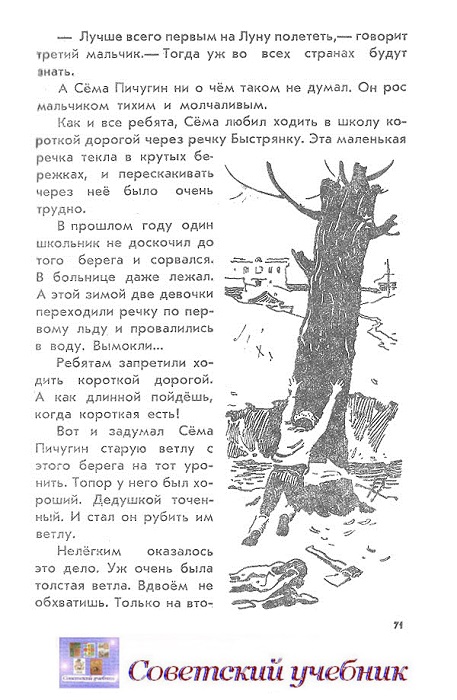 — Лучше всего первым на Луну полететь,— говорит
третий мальчик.— Тогда уж во всех странах будут
знать.
А Сёма Пичугин ни о чём таком не думал. Он рос
мальчиком тихим и молчаливым.
Как и все ребята, Сёма любил ходить в школу ко-
роткой дорогой через речку Быстрянку. Эта маленькая
речка текла в крутых бе-
режках, и перескакивать
через неё было очень
трудно.
В прошлом году один
школьник не доскочил до
того берега и сорвался.
В больнице даже лежал.
А этой зимой две девочки
переходили речку по пер-
вому льду и провалились
в воду. Вымокли...
Ребятам запретили хо-
дить короткой дорогой.
А как длинной пойдёшь,
когда короткая есть!
Вот и задумал Сёма
Пичугин старую ветлу с
этого берега на тот уро-
нить. Топор у него был хо-
роший. Дедушкой точен-
ный. И стал он рубить им
ветлу.
Нелёгким оказалось
это дело. Уж очень была
толстая ветла. Вдвоём не
обхватишь. Только на вто-
71
Советский учебник